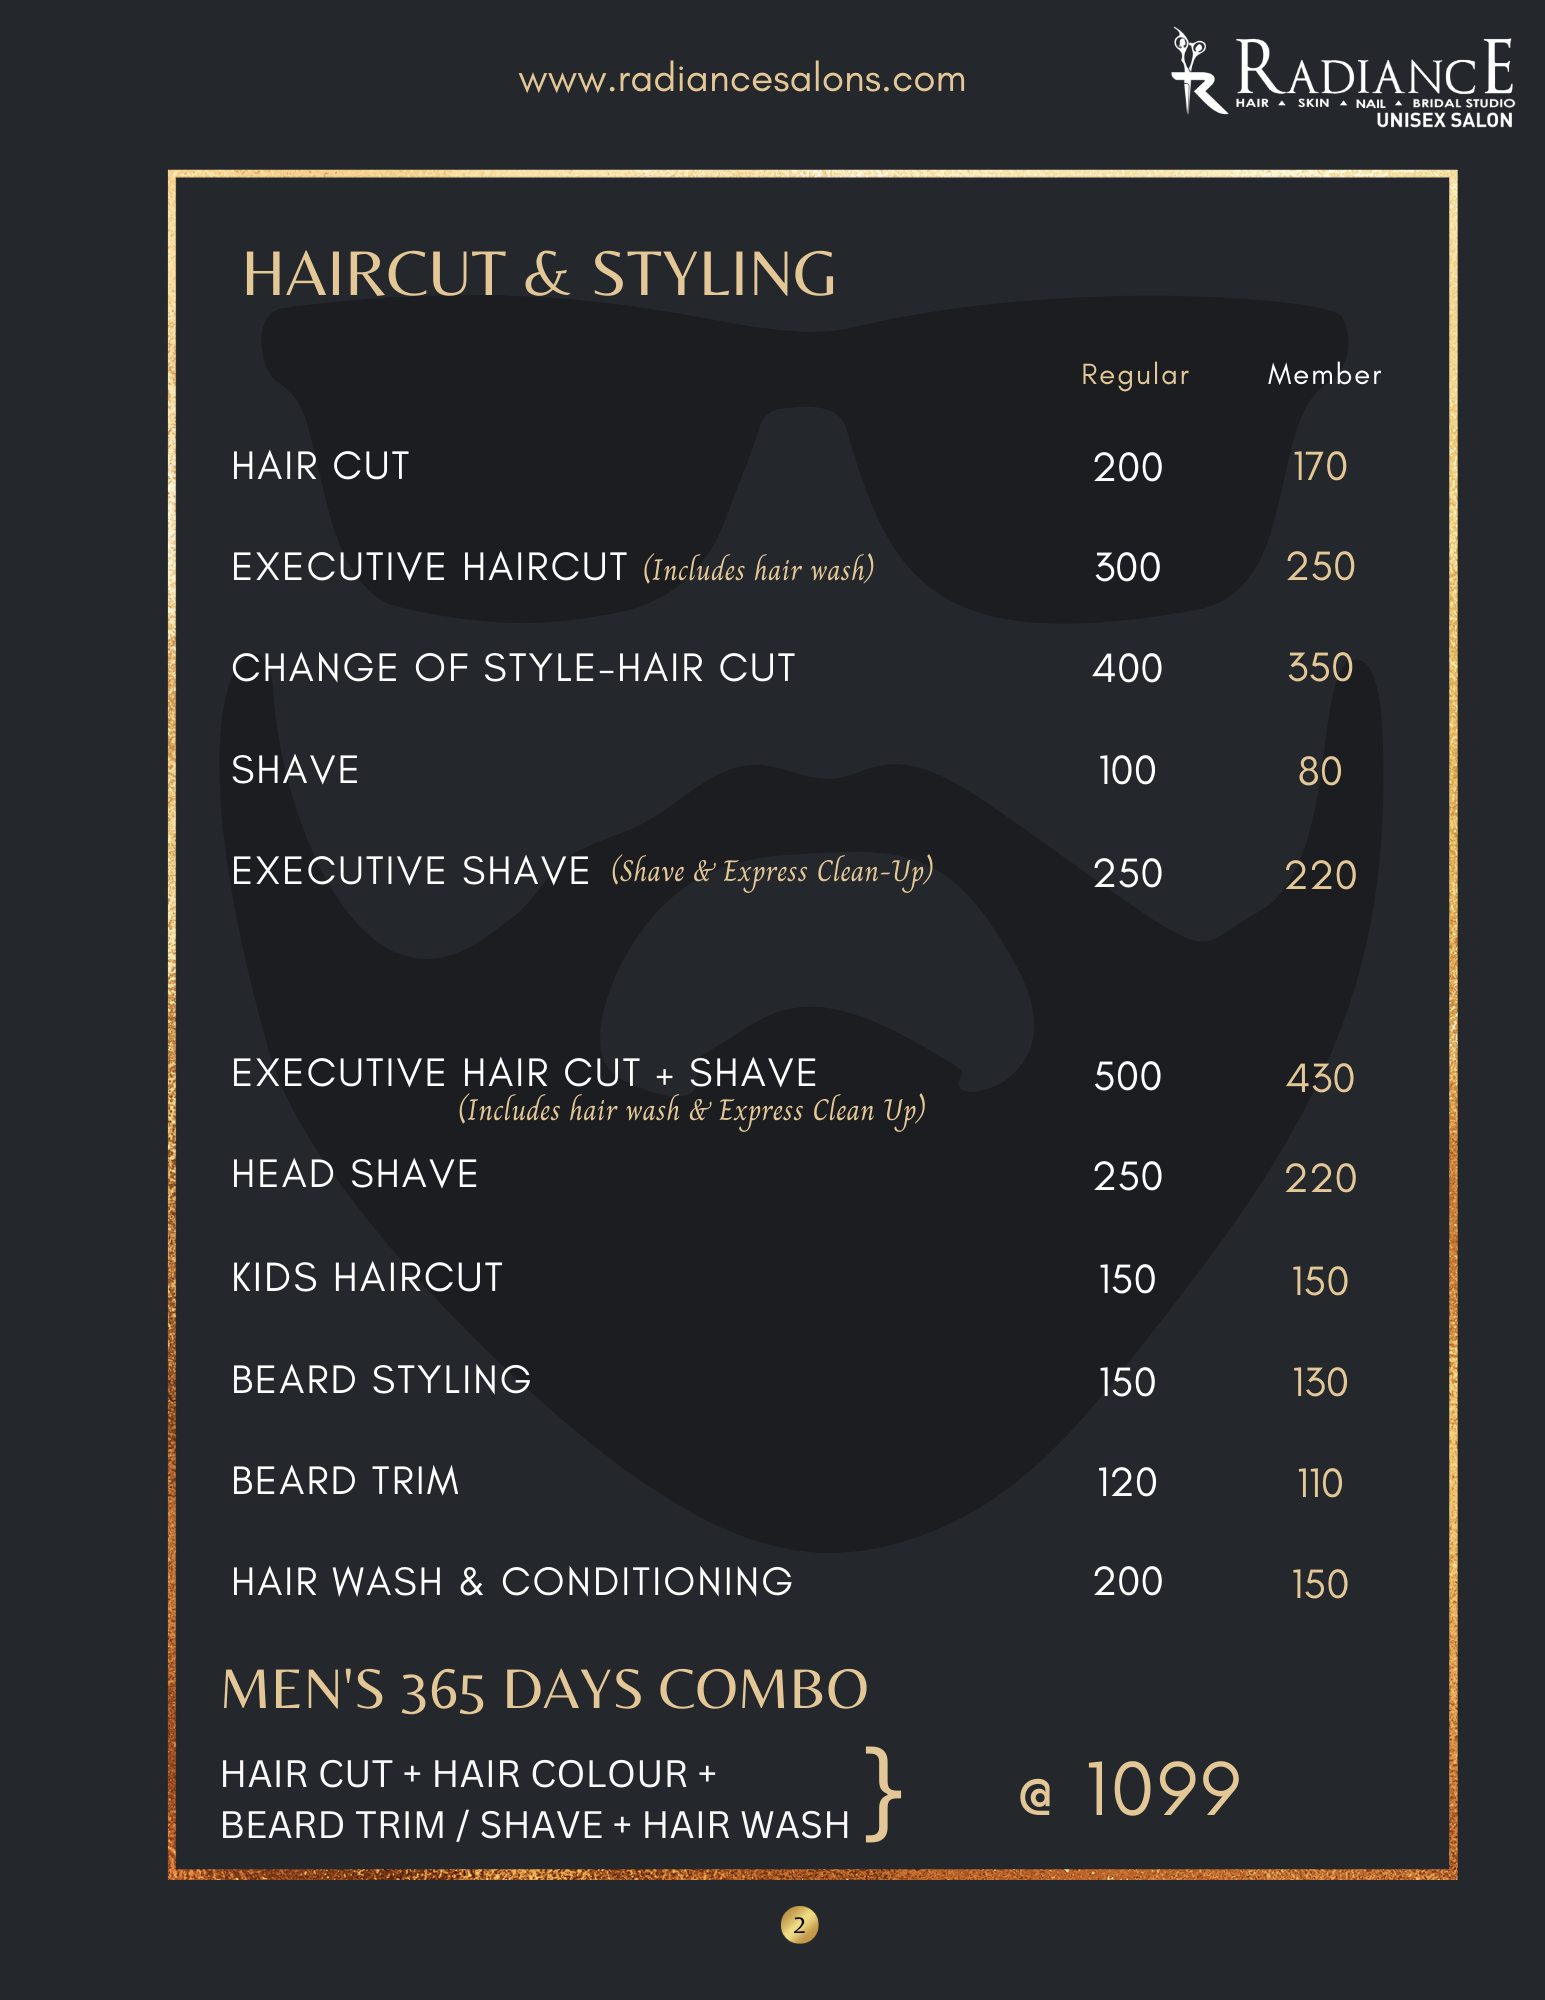 www.radiancesalons.com
RADIANCE
HAIR ▲ SKIN ▲ NAIL ▲ BRIDAL STUDIO
UNISEX SALON
HAIRCUT & STYLING
Regular Member
HAIR CUT 200 170
EXECUTIVE HAIRCUT (Includes hair wash) 300 250
CHANGE OF STYLE-HAIR CUT 400 350
SHAVE 100 80
EXECUTIVE SHAVE (Shave & Express Clean-Up) 250 220
EXECUTIVE HAIR CUT + SHAVE 500 430
(Includes hair wash & Express Clean Up)
HEAD SHAVE 250 220
KIDS HAIRCUT 150 150
BEARD STYLING 150 130
BEARD TRIM 120 110
HAIR WASH & CONDITIONING 200 150
MEN'S 365 DAYS COMBO
HAIR CUT + HAIR COLOUR +
BEARD TRIM / SHAVE + HAIR WASH } @ 1099
2